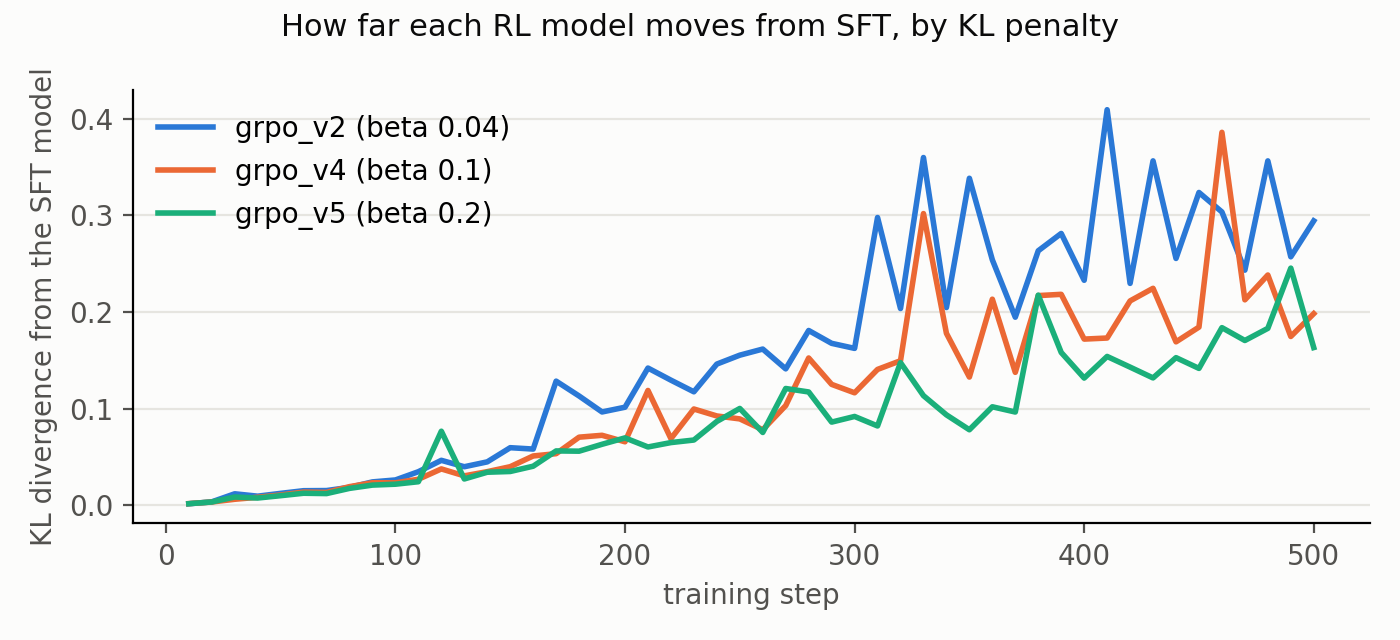 How far each RL model moves from SFT, by KL penalty
KL divergence from the SFT model
0.4
0.3
0.2
0.1
0.0
grpo_v2 (beta 0.04)
grpo_v4 (beta 0.1)
grpo_v5 (beta 0.2)
0 100 200 300 400 500
training step